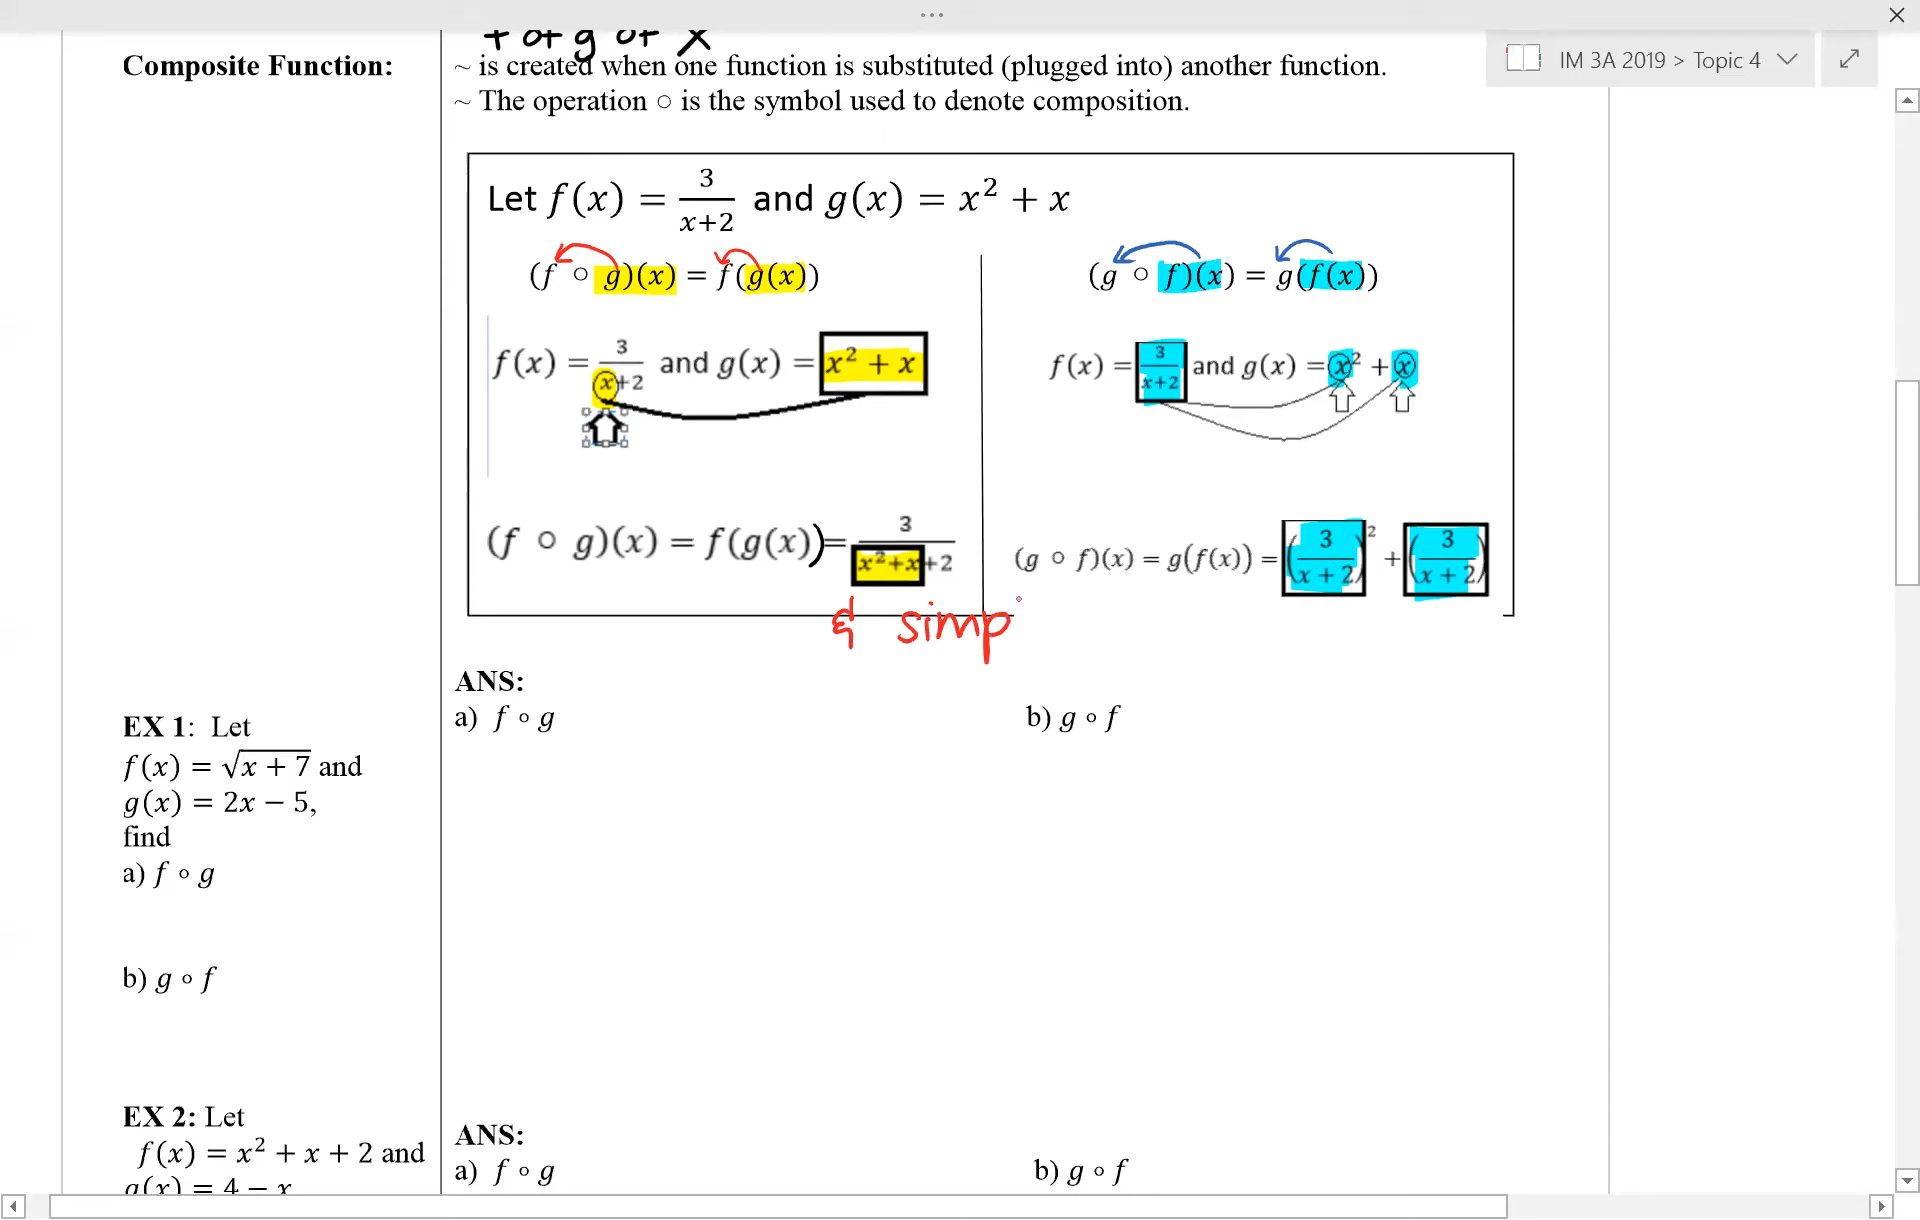 f of g of x
Composite Function:
~ is created when one function is substituted (plugged into) another function.
~ The operation ∘ is the symbol used to denote composition.
IM 3A 2019 > Topic 4
Let f(x) = 3/(x+2) and g(x) = x² + x
(f ∘ g)(x) = f(g(x))
(g ∘ f)(x) = g(f(x))
f(x) = 3/(x+2) and g(x) = x² + x
f(x) = 3/(x+2) and g(x) = x² + x
(f ∘ g)(x) = f(g(x)) = 3/(x²+x+2)
(g ∘ f)(x) = g(f(x)) = (3/(x + 2))² + (3/(x + 2))
& simp
EX 1: Let
f(x) = √(x + 7) and
g(x) = 2x − 5,
find
a) f ∘ g
b) g ∘ f
ANS:
a) f ∘ g
b) g ∘ f
EX 2: Let
f(x) = x² + x + 2 and
g(x) = 4 − x
ANS:
a) f ∘ g
b) g ∘ f